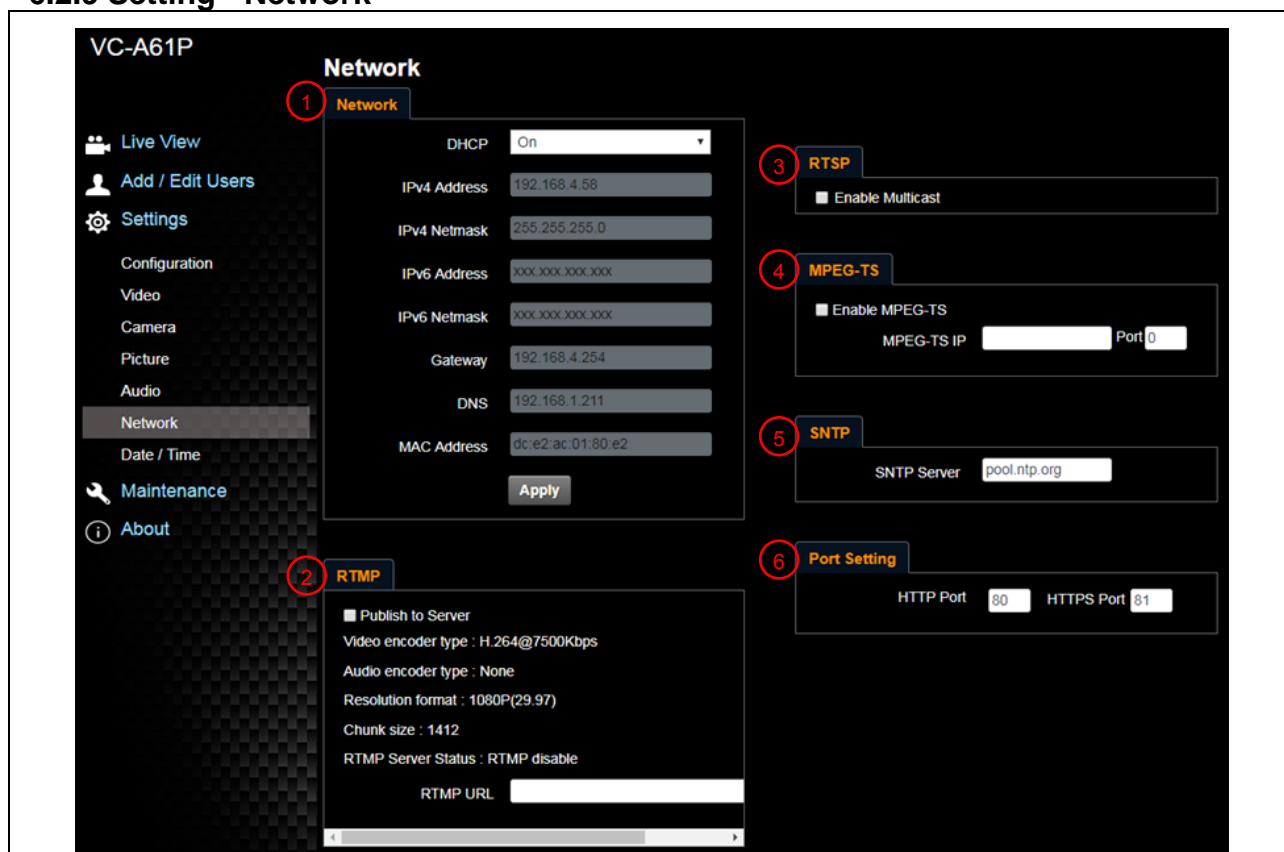 Setting - Network
VC-A61P
Live View
Add / Edit Users
Settings
Configuration
Video
Camera
Picture
Audio
Network
Date / Time
Maintenance
About
Network
1 Network
DHCP On
IPv4 Address 192.168.4.58
IPv4 Netmask 255.255.255.0
IPv6 Address xxx.xxx.xxx.xxx
IPv6 Netmask xxx.xxx.xxx.xxx
Gateway 192.168.4.254
DNS 192.168.1.211
MAC Address dc:e2:ac:01:80:e2
Apply
2 RTMP
Publish to Server
Video encoder type : H.264@7500Kbps
Audio encoder type : None
Resolution format : 1080P(29.97)
Chunk size : 1412
RTMP Server Status : RTMP disable
RTMP URL
3 RTSP
Enable Multicast
4 MPEG-TS
Enable MPEG-TS
MPEG-TS IP Port 0
5 SNTP
SNTP Server pool.ntp.org
6 Port Setting
HTTP Port 80 HTTPS Port 81